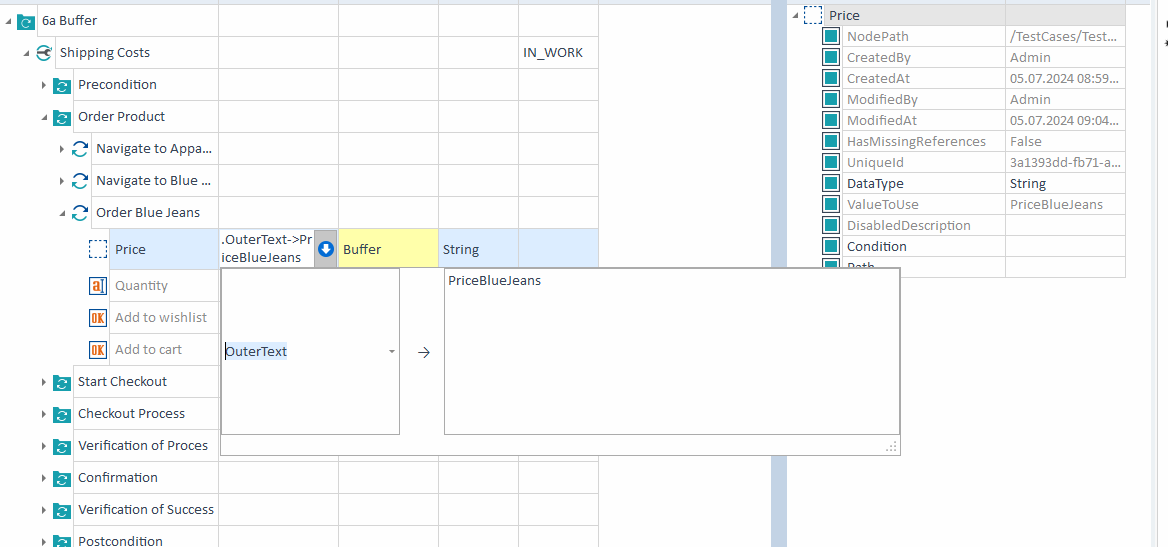 6a Buffer
Shipping Costs IN_WORK
Precondition
Order Product
Navigate to Appa...
Navigate to Blue ...
Order Blue Jeans
Price .OuterText->Pr
iceBlueJeans Buffer String
Quantity
Add to wishlist
Add to cart
OuterText → PriceBlueJeans
Start Checkout
Checkout Process
Verification of Proces
Confirmation
Verification of Success
Postcondition
Price
NodePath /TestCases/Test...
CreatedBy Admin
CreatedAt 05.07.2024 08:59...
ModifiedBy Admin
ModifiedAt 05.07.2024 09:04...
HasMissingReferences False
UniqueId 3a1393dd-fb71-a...
DataType String
ValueToUse PriceBlueJeans
DisabledDescription
Condition
Path